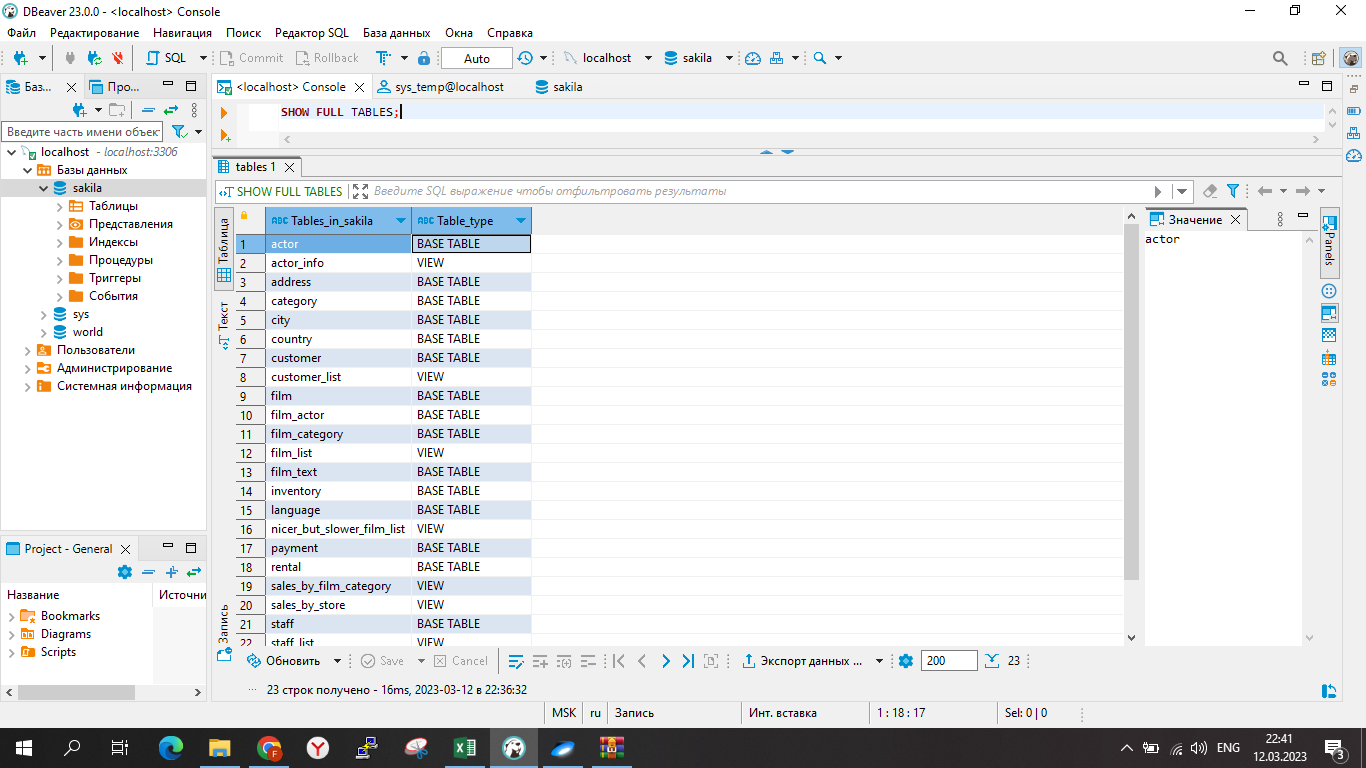 DBeaver 23.0.0 - <localhost> Console
Файл Редактирование Навигация Поиск Редактор SQL База данных Окна Справка
SQL Commit Rollback Auto localhost sakila
Баз... Про...
Введите часть имени объект
localhost - localhost:3306
Базы данных
sakila
Таблицы
Представления
Индексы
Процедуры
Триггеры
События
sys
world
Пользователи
Администрирование
Системная информация
Project - General
Название Источни
Bookmarks
Diagrams
Scripts
<localhost> Console sys_temp@localhost sakila
SHOW FULL TABLES;
tables 1
SHOW FULL TABLES Введите SQL выражение чтобы отфильтровать результаты
Таблица
Текст
Запись
ABC Tables_in_sakila ABC Table_type
1 actor BASE TABLE
2 actor_info VIEW
3 address BASE TABLE
4 category BASE TABLE
5 city BASE TABLE
6 country BASE TABLE
7 customer BASE TABLE
8 customer_list VIEW
9 film BASE TABLE
10 film_actor BASE TABLE
11 film_category BASE TABLE
12 film_list VIEW
13 film_text BASE TABLE
14 inventory BASE TABLE
15 language BASE TABLE
16 nicer_but_slower_film_list VIEW
17 payment BASE TABLE
18 rental BASE TABLE
19 sales_by_film_category VIEW
20 sales_by_store VIEW
21 staff BASE TABLE
22 staff_list VIEW
Значение
actor
Panels
Обновить Save Cancel Экспорт данных ... 200 23
23 строк получено - 16ms, 2023-03-12 в 22:36:32
MSK ru Запись Инт. вставка 1 : 18 : 17 Sel: 0 | 0
ENG 22:41
12.03.2023
3